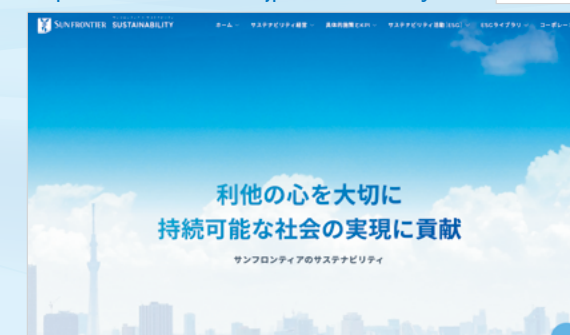 SUN FRONTIER SUSTAINABILITY
ホーム サステナビリティ経営 具体的施策とKPI サステナビリティ活動(ESG) ESGライブラリ
利他の心を大切に
持続可能な社会の実現に貢献
サンフロンティアのサステナビリティ